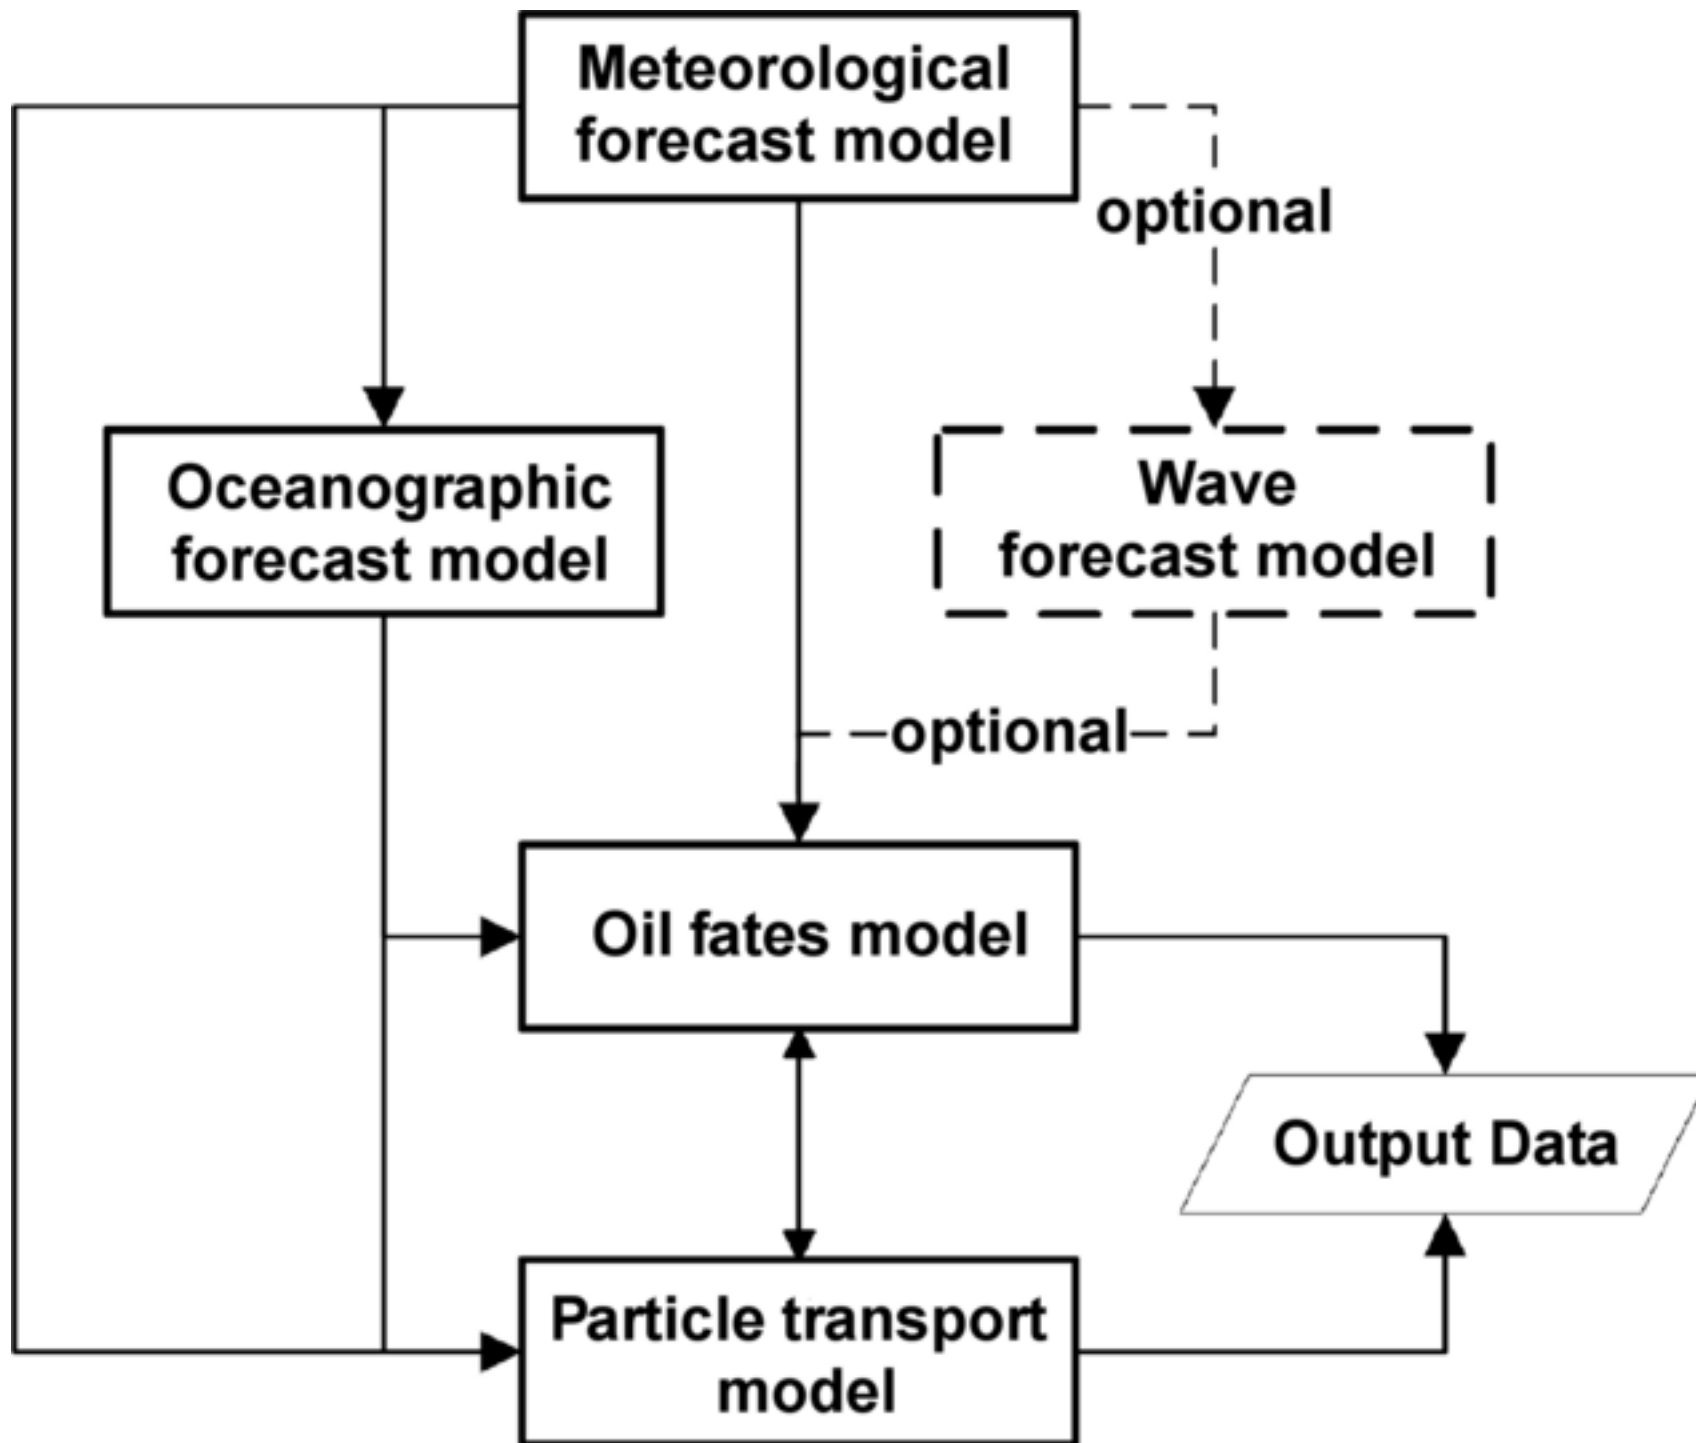 Meteorological
forecast model
optional
Oceanographic
forecast model
Wave
forecast model
optional
Oil fates model
Output Data
Particle transport
model